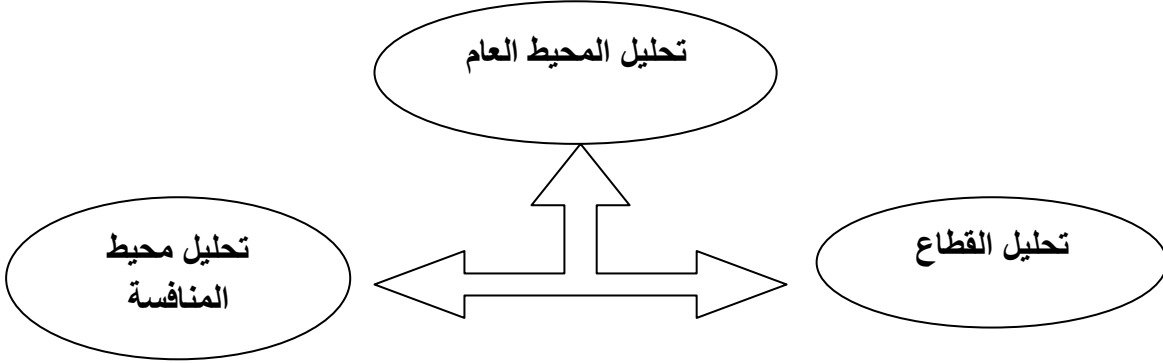 تحليل المحيط العام
تحليل القطاع
تحليل محيط
المنافسة